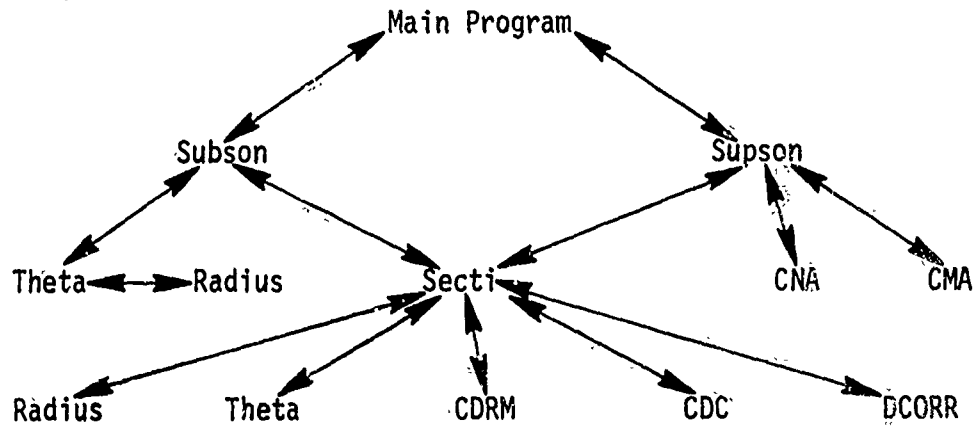 Main Program
Subson Supson
Theta Radius Secti CNA CMA
Radius Theta CDRM CDC DCORR